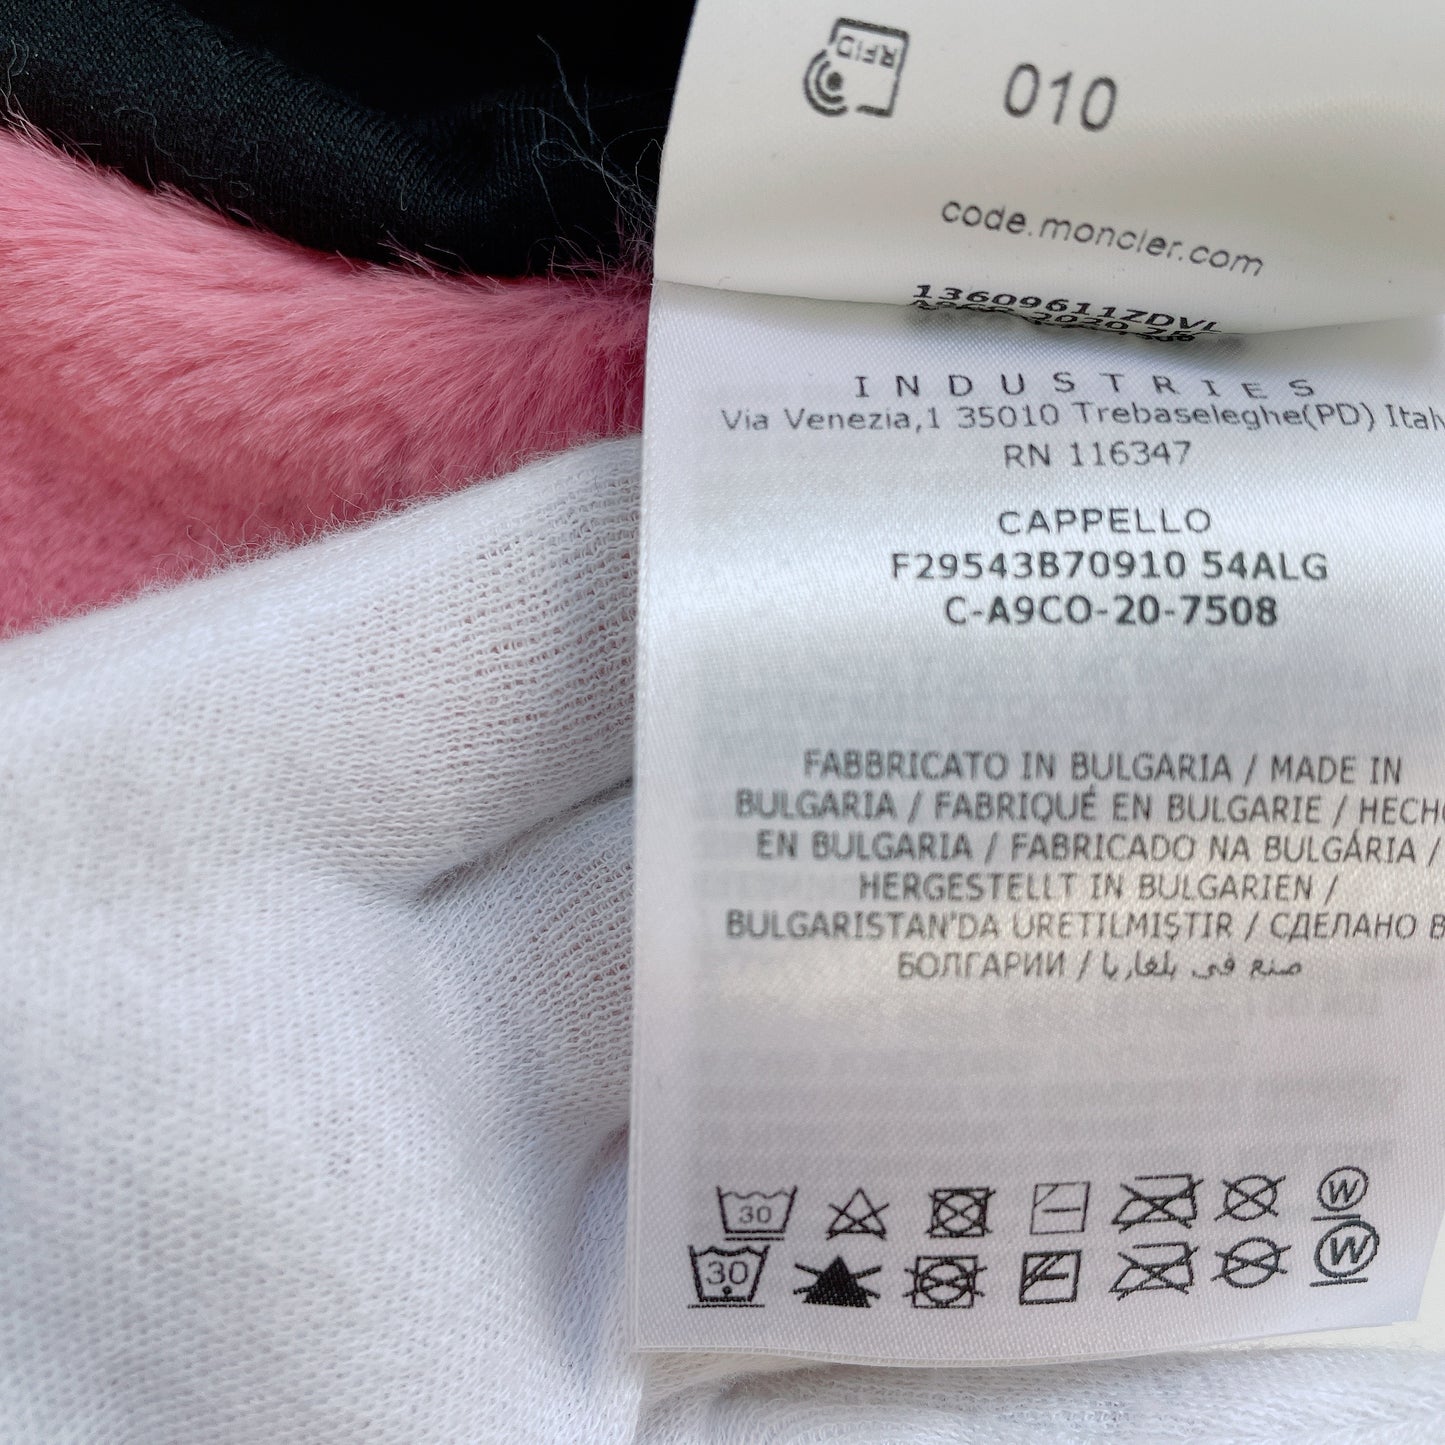 RFID
010
code.moncler.com
13609611ZDVL
INDUSTRIES
Via Venezia,1 35010 Trebaseleghe(PD) Italy
RN 116347
CAPPELLO
F29543B70910 54ALG
C-A9CO-20-7508
FABBRICATO IN BULGARIA / MADE IN
BULGARIA / FABRIQUÉ EN BULGARIE / HECHO
EN BULGARIA / FABRICADO NA BULGÁRIA /
HERGESTELLT IN BULGARIEN /
BULGARISTAN'DA ÜRETILMIŞTIR / СДЕЛАНО В
БОЛГАРИИ / صنع في بلغاريا
30 W
30 W